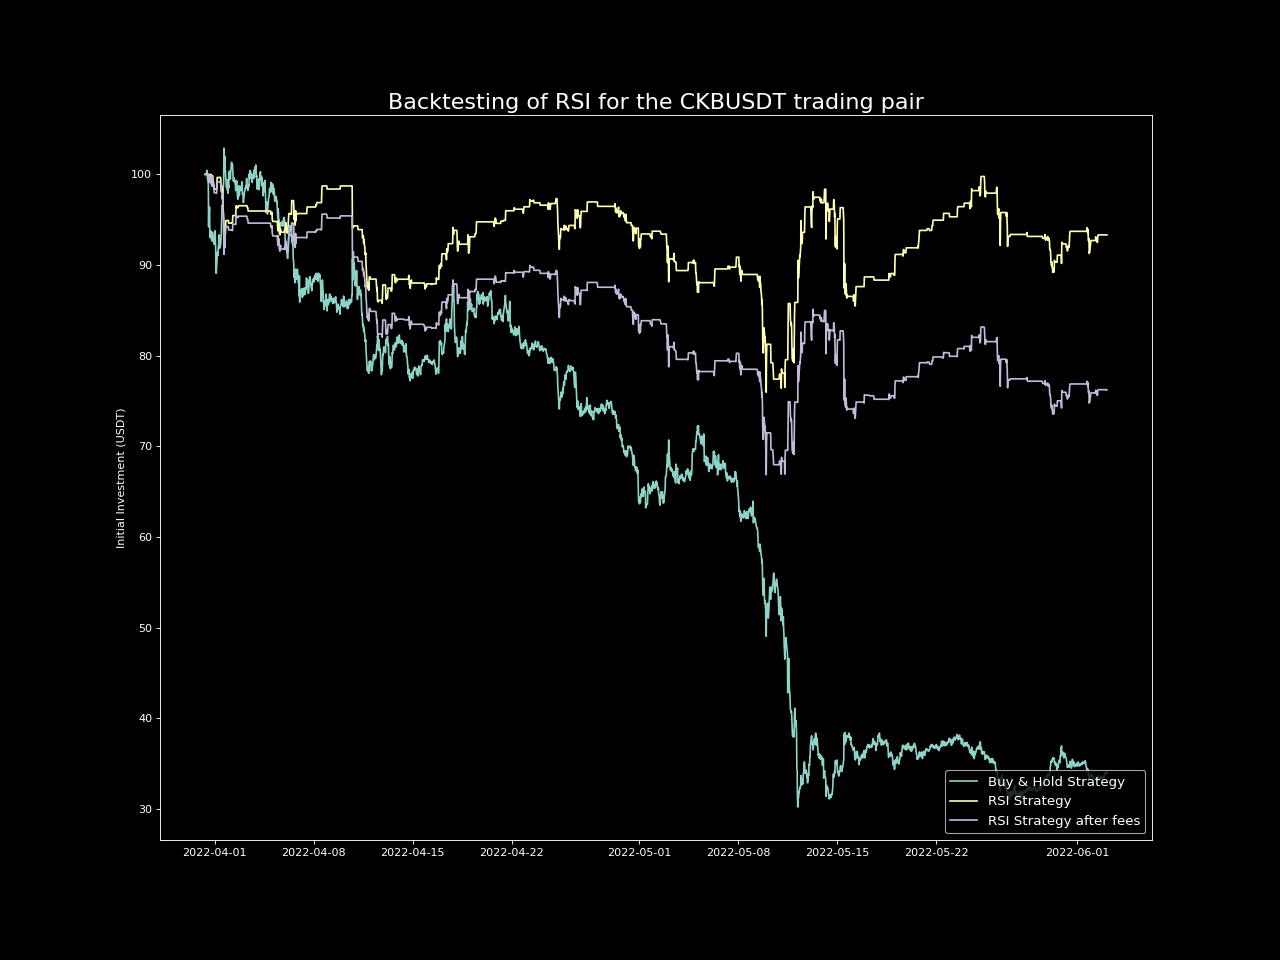 Backtesting of RSI for the CKBUSDT trading pair
Initial Investment (USDT)
100
90
80
70
60
50
40
30
2022-04-01 2022-04-08 2022-04-15 2022-04-22 2022-05-01 2022-05-08 2022-05-15 2022-05-22 2022-06-01
Buy & Hold Strategy
RSI Strategy
RSI Strategy after fees